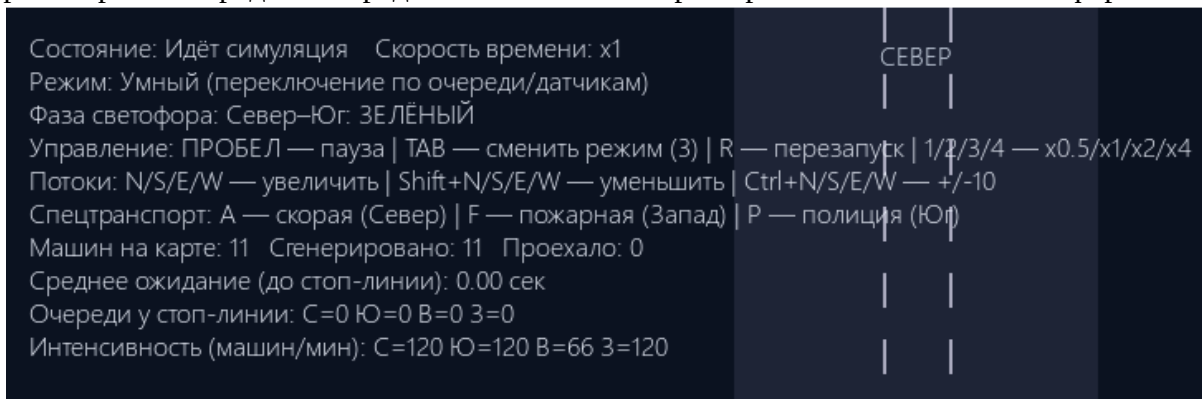 Состояние: Идёт симуляция Скорость времени: x1
СЕВЕР
Режим: Умный (переключение по очереди/датчикам)
Фаза светофора: Север–Юг: ЗЕЛЁНЫЙ
Управление: ПРОБЕЛ — пауза | TAB — сменить режим (3) | R — перезапуск | 1/2/3/4 — x0.5/x1/x2/x4
Потоки: N/S/E/W — увеличить | Shift+N/S/E/W — уменьшить | Ctrl+N/S/E/W — +/-10
Спецтранспорт: A — скорая (Север) | F — пожарная (Запад) | P — полиция (Юг)
Машин на карте: 11 Сгенерировано: 11 Проехало: 0
Среднее ожидание (до стоп-линии): 0.00 сек
Очереди у стоп-линии: С=0 Ю=0 В=0 З=0
Интенсивность (машин/мин): С=120 Ю=120 В=66 З=120